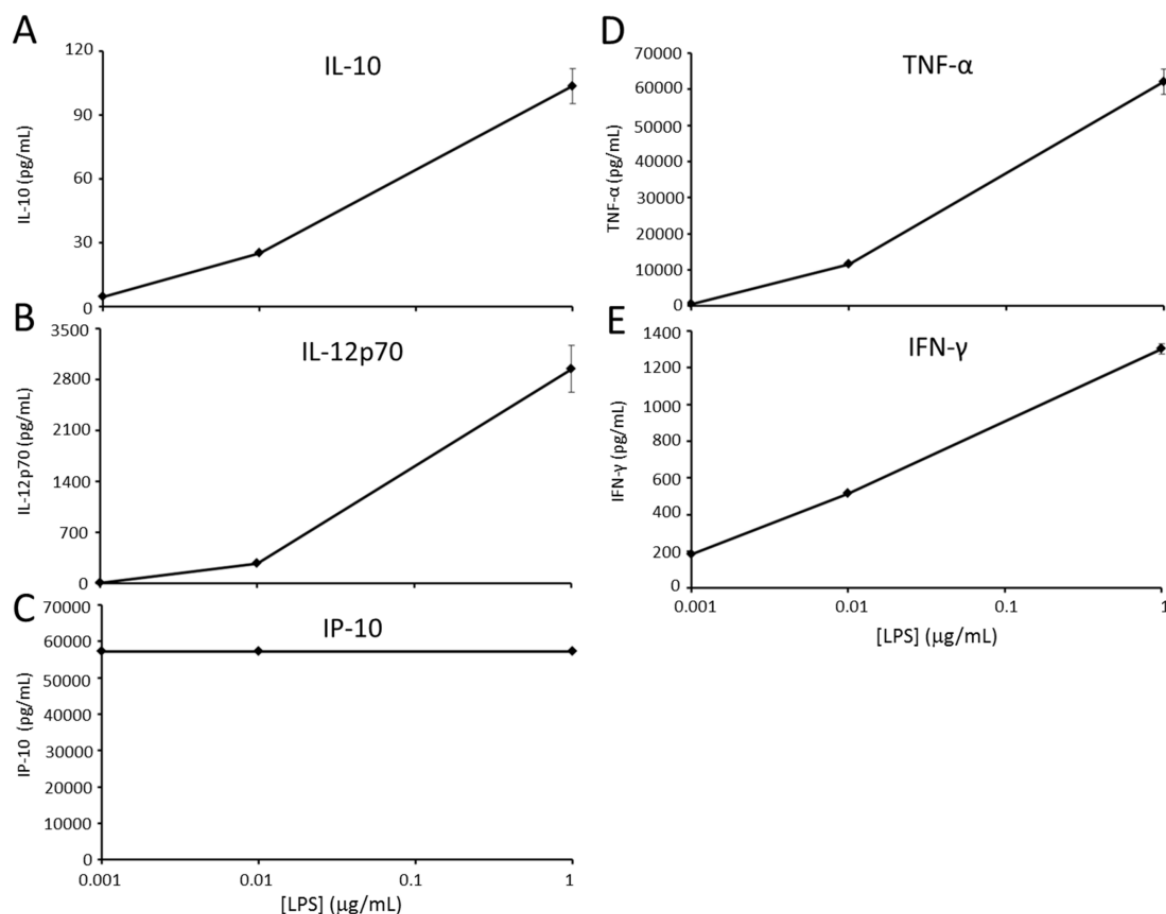 A
IL-10
IL-10 (pg/mL)
120
90
60
30
0
B
IL-12p70
IL-12p70 (pg/mL)
3500
2800
2100
1400
700
0
C
IP-10
IP-10 (pg/mL)
70000
60000
50000
40000
30000
20000
10000
0
0.001 0.01 0.1 1
[LPS] (µg/mL)
D
TNF-α
TNF-α (pg/mL)
70000
60000
50000
40000
30000
20000
10000
0
E
IFN-γ
IFN-γ (pg/mL)
1400
1200
1000
800
600
400
200
0
0.001 0.01 0.1 1
[LPS] (µg/mL)